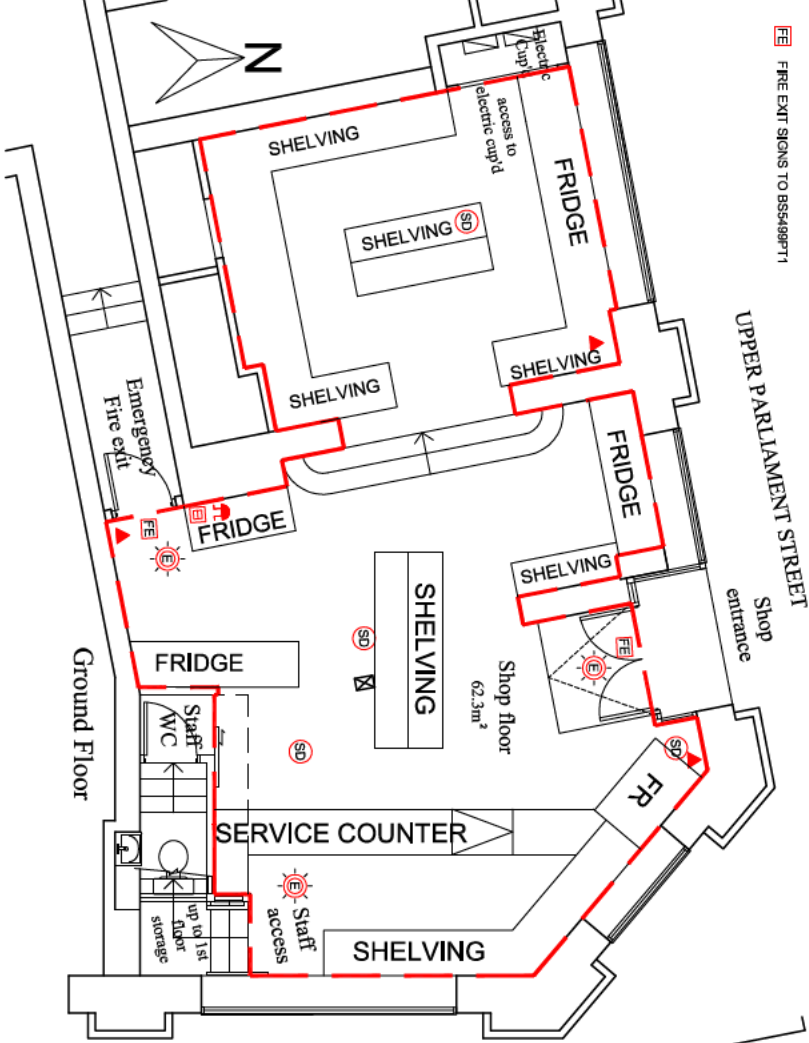 FE FIRE EXIT SIGNS TO BS5499PT1
N
Electric
Cup'd
access to
electric cup'd
SHELVING
FRIDGE
SHELVING
SD
SHELVING
SHELVING
UPPER PARLIAMENT STREET
Emergency
Fire exit
FRIDGE
FE
E
FRIDGE
SHELVING
Shop
entrance
FE
E
SHELVING
SD
Shop floor
62.3m²
FRIDGE
Ground Floor
Staff
WC
SD
SD
FR
SERVICE COUNTER
E
Staff
access
up to 1st
floor
storage
SHELVING